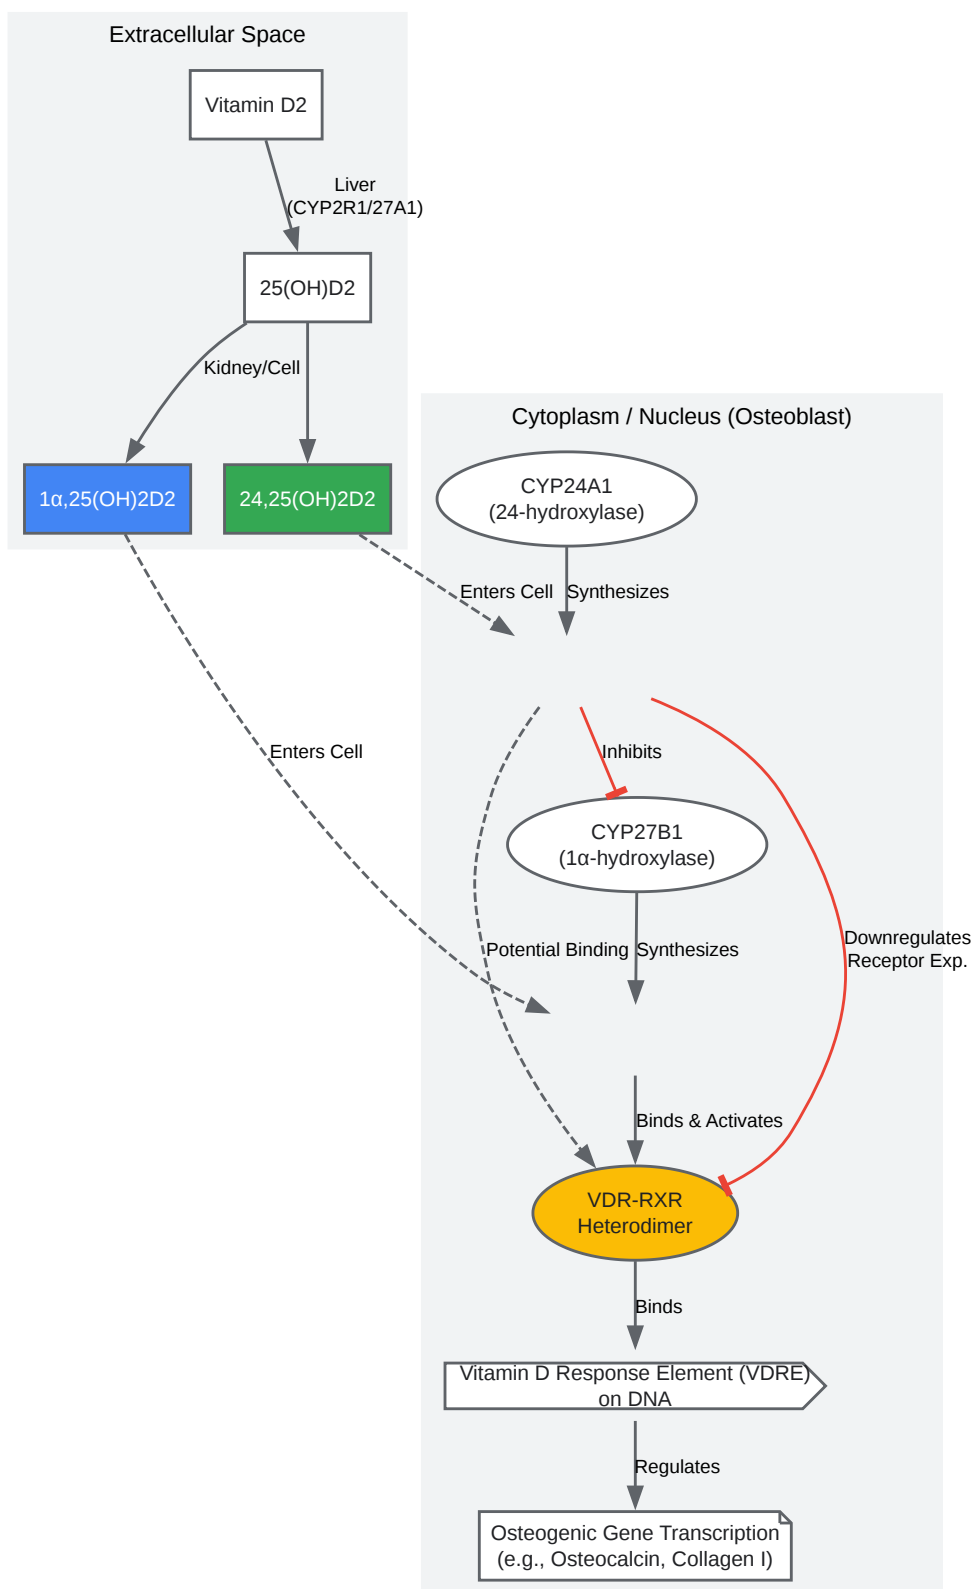 Extracellular Space
Vitamin D2
Liver
(CYP2R1/27A1)
25(OH)D2
Kidney/Cell
1α,25(OH)2D2
24,25(OH)2D2
Cytoplasm / Nucleus (Osteoblast)
CYP24A1
(24-hydroxylase)
Enters Cell
Synthesizes
Enters Cell
Inhibits
CYP27B1
(1α-hydroxylase)
Downregulates
Receptor Exp.
Potential Binding
Synthesizes
Binds & Activates
VDR-RXR
Heterodimer
Binds
Vitamin D Response Element (VDRE)
on DNA
Regulates
Osteogenic Gene Transcription
(e.g., Osteocalcin, Collagen I)